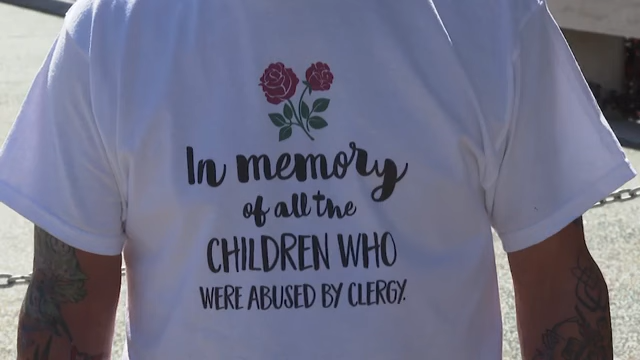 In memory
of all the
CHILDREN WHO
WERE ABUSED BY CLERGY.